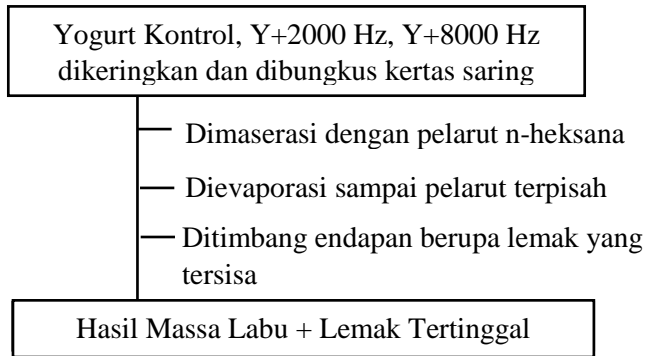 Yogurt Kontrol, Y+2000 Hz, Y+8000 Hz
dikeringkan dan dibungkus kertas saring
Dimaserasi dengan pelarut n-heksana
Dievaporasi sampai pelarut terpisah
Ditimbang endapan berupa lemak yang
tersisa
Hasil Massa Labu + Lemak Tertinggal